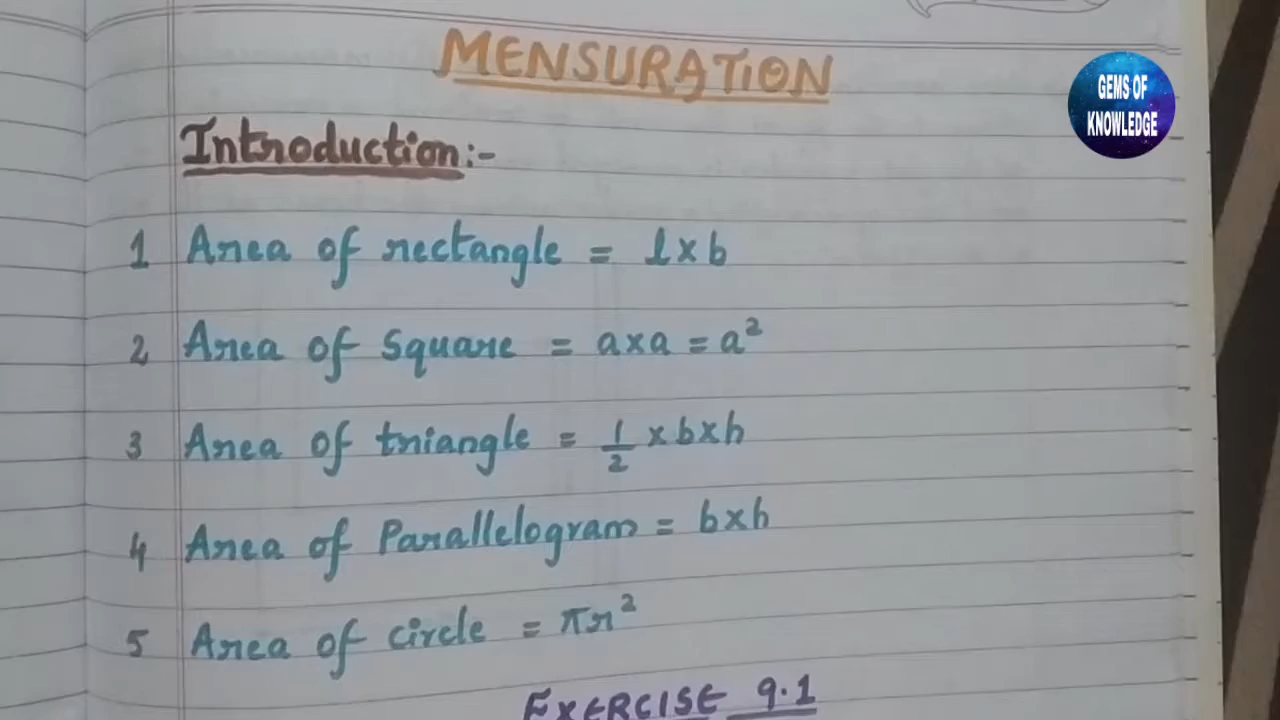 MENSURATION
GEMS OF
KNOWLEDGE
Introduction:-
1 Area of rectangle = l×b
2 Area of square = a×a = a²
3 Area of triangle = 1/2 ×b×h
4 Area of Parallelogram = b×h
5 Area of circle = πr²
EXERCISE 9.1